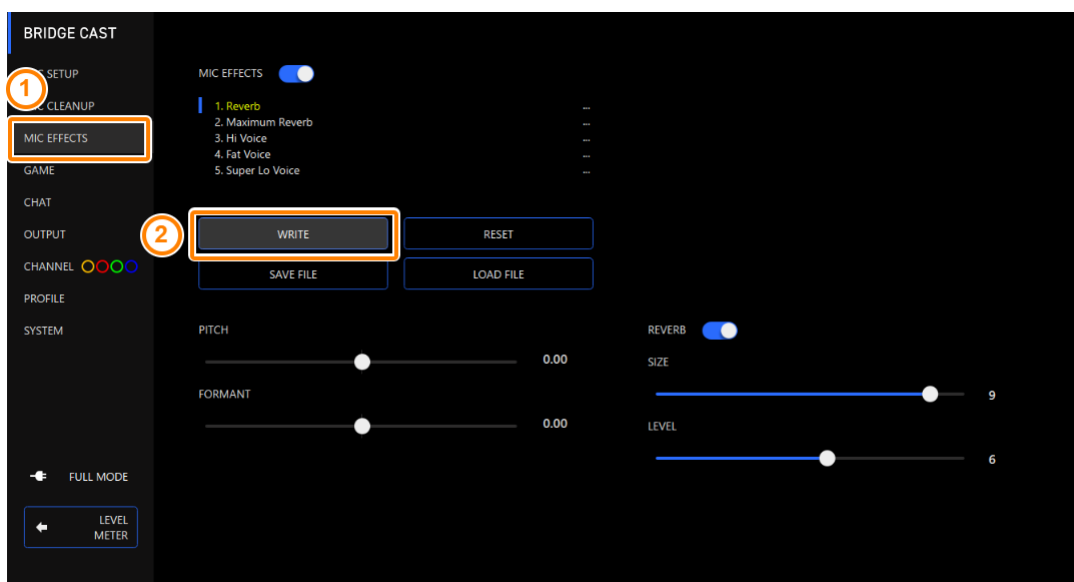 BRIDGE CAST
1
SETUP
CLEANUP
MIC EFFECTS
GAME
CHAT
OUTPUT
CHANNEL
PROFILE
SYSTEM
FULL MODE
LEVEL
METER
MIC EFFECTS
1. Reverb ...
2. Maximum Reverb ...
3. Hi Voice ...
4. Fat Voice ...
5. Super Lo Voice ...
2
WRITE RESET
SAVE FILE LOAD FILE
PITCH
0.00
FORMANT
0.00
REVERB
SIZE
9
LEVEL
6